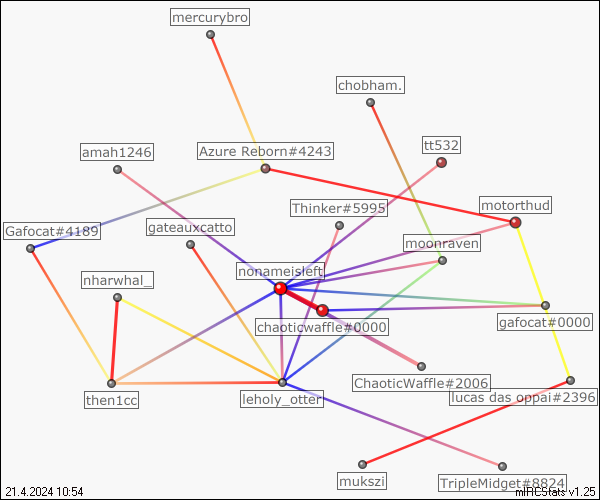 mercurybro
chobham.
amah1246
Azure Reborn#4243
tt532
Thinker#5995
motorthud
Gafocat#4189
gateauxcatto
moonraven
nharwhal_
nonameisleft
chaoticwaffle#0000
gafocat#0000
ChaoticWaffle#2006
then1cc
leholy_otter
lucas das oppai#2396
mukszi
TripleMidget#8824
21.4.2024 10:54
mIRCStats v1.25